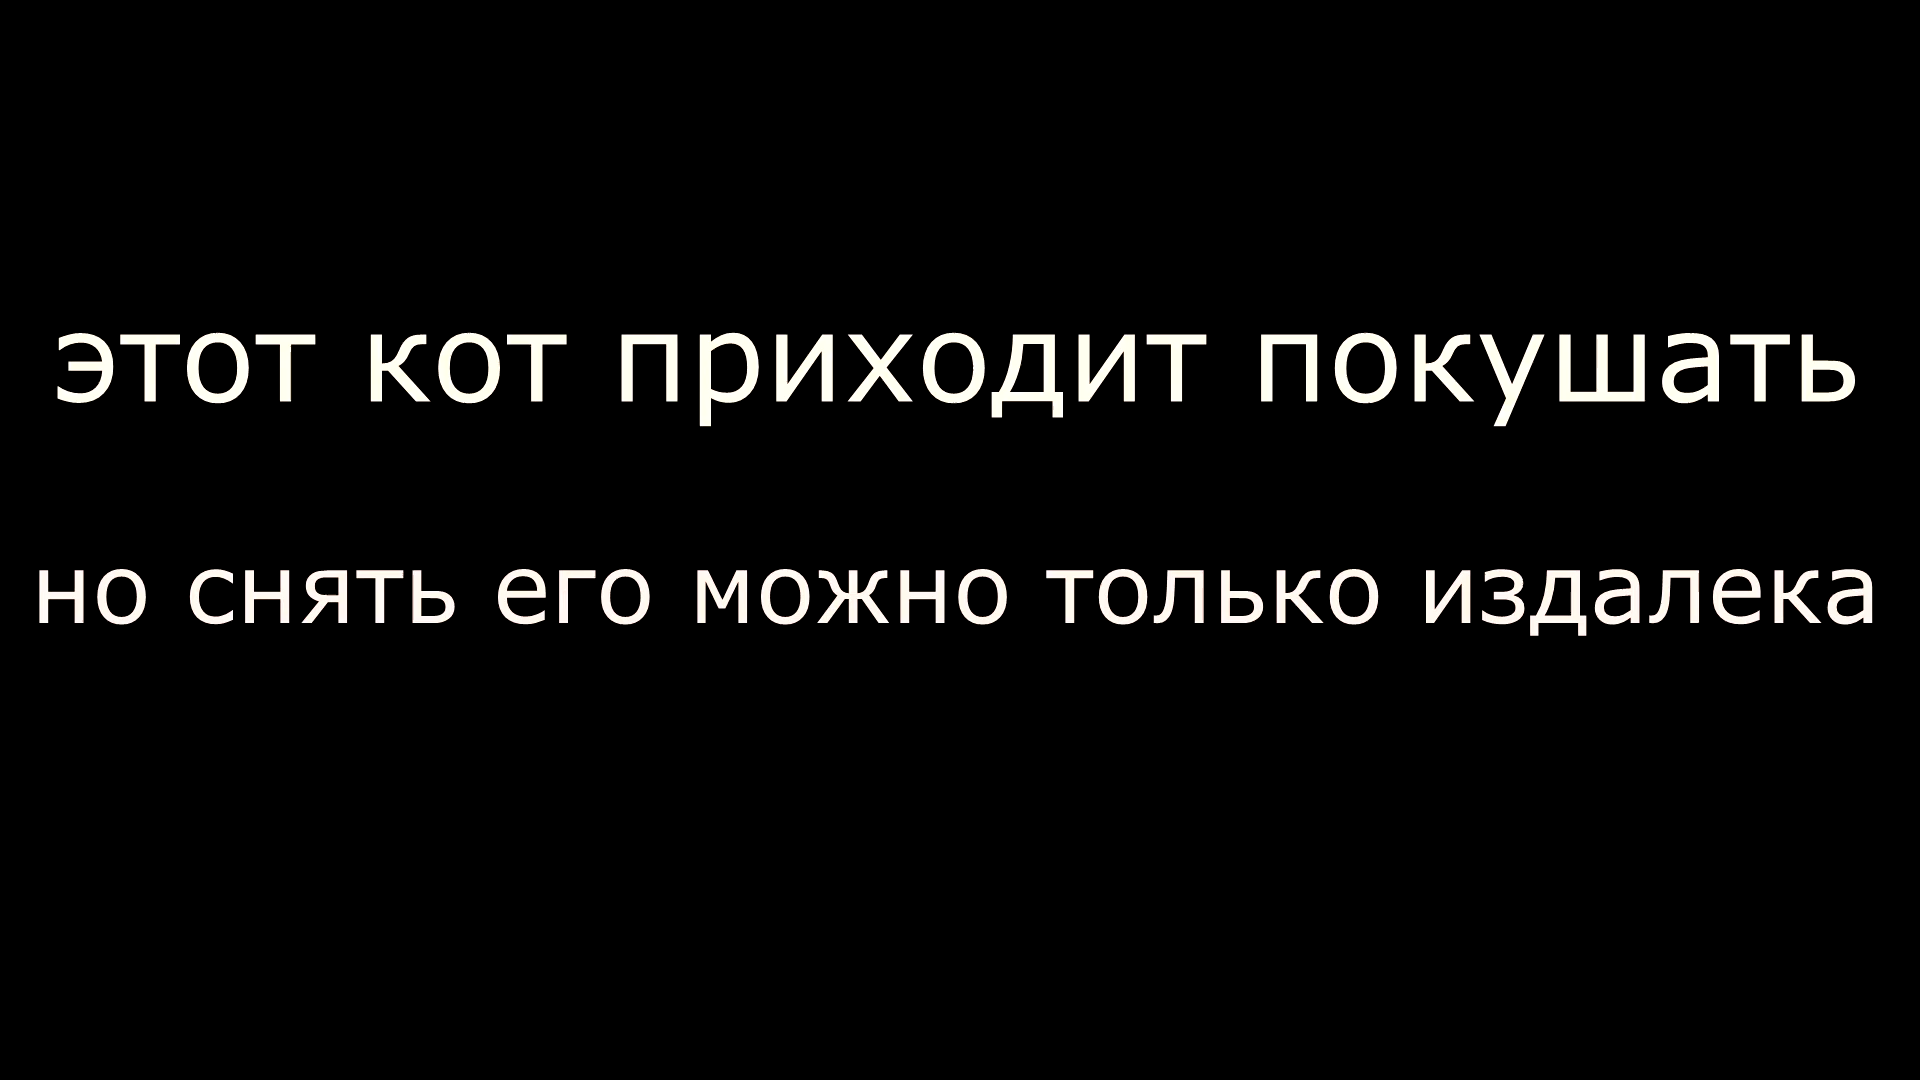 этот кот приходит покушать
но снять его можно только издалека